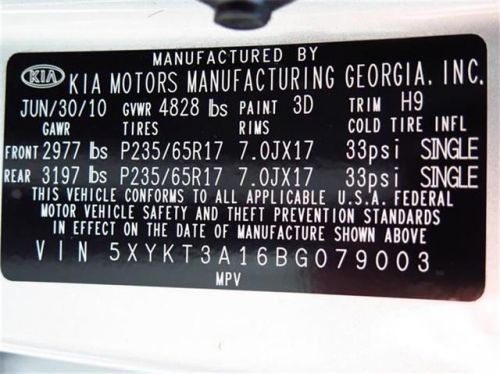 MANUFACTURED BY
KIA KIA MOTORS MANUFACTURING GEORGIA, INC.
JUN/30/10 GVWR 4828 lbs PAINT 3D TRIM H9
GAWR TIRES RIMS COLD TIRE INFL
FRONT 2977 lbs P235/65R17 7.0JX17 33psi SINGLE
REAR 3197 lbs P235/65R17 7.0JX17 33psi SINGLE
THIS VEHICLE CONFORMS TO ALL APPLICABLE U.S.A. FEDERAL
MOTOR VEHICLE SAFETY AND THEFT PREVENTION STANDARDS
IN EFFECT ON THE DATE OF MANUFACTURE SHOWN ABOVE
VIN 5XYKT3A16BG079003
MPV